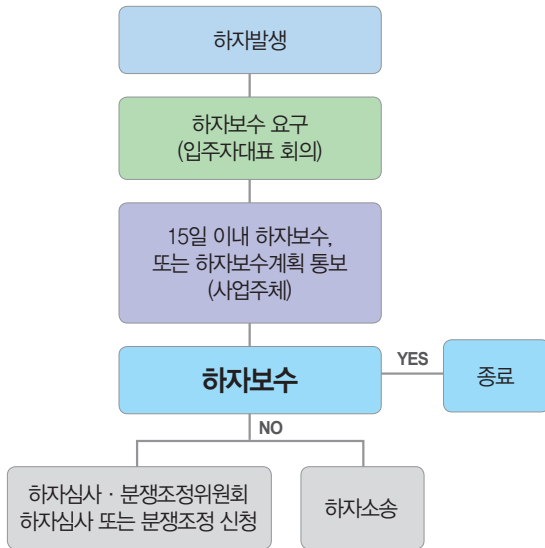 하자발생
하자보수 요구
(입주자대표 회의)
15일 이내 하자보수,
또는 하자보수계획 통보
(사업주체)
하자보수
YES
종료
NO
하자심사 · 분쟁조정위원회
하자심사 또는 분쟁조정 신청
하자소송